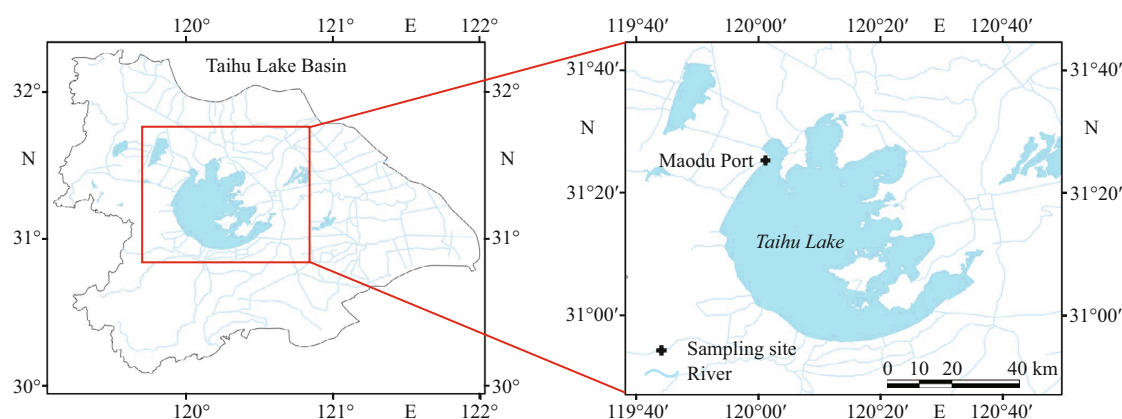 120° 121° E 122°
119°40′ 120°00′ 120°20′ E 120°40′
Taihu Lake Basin
32°
32°
31°40′
31°40′
N
N
N
N
Maodu Port
31°20′
31°20′
31°
31°
Taihu Lake
31°00′
31°00′
Sampling site
River
0 10 20 40 km
30°
30°
120° 121° E 122°
119°40′ 120°00′ 120°20′ E 120°40′